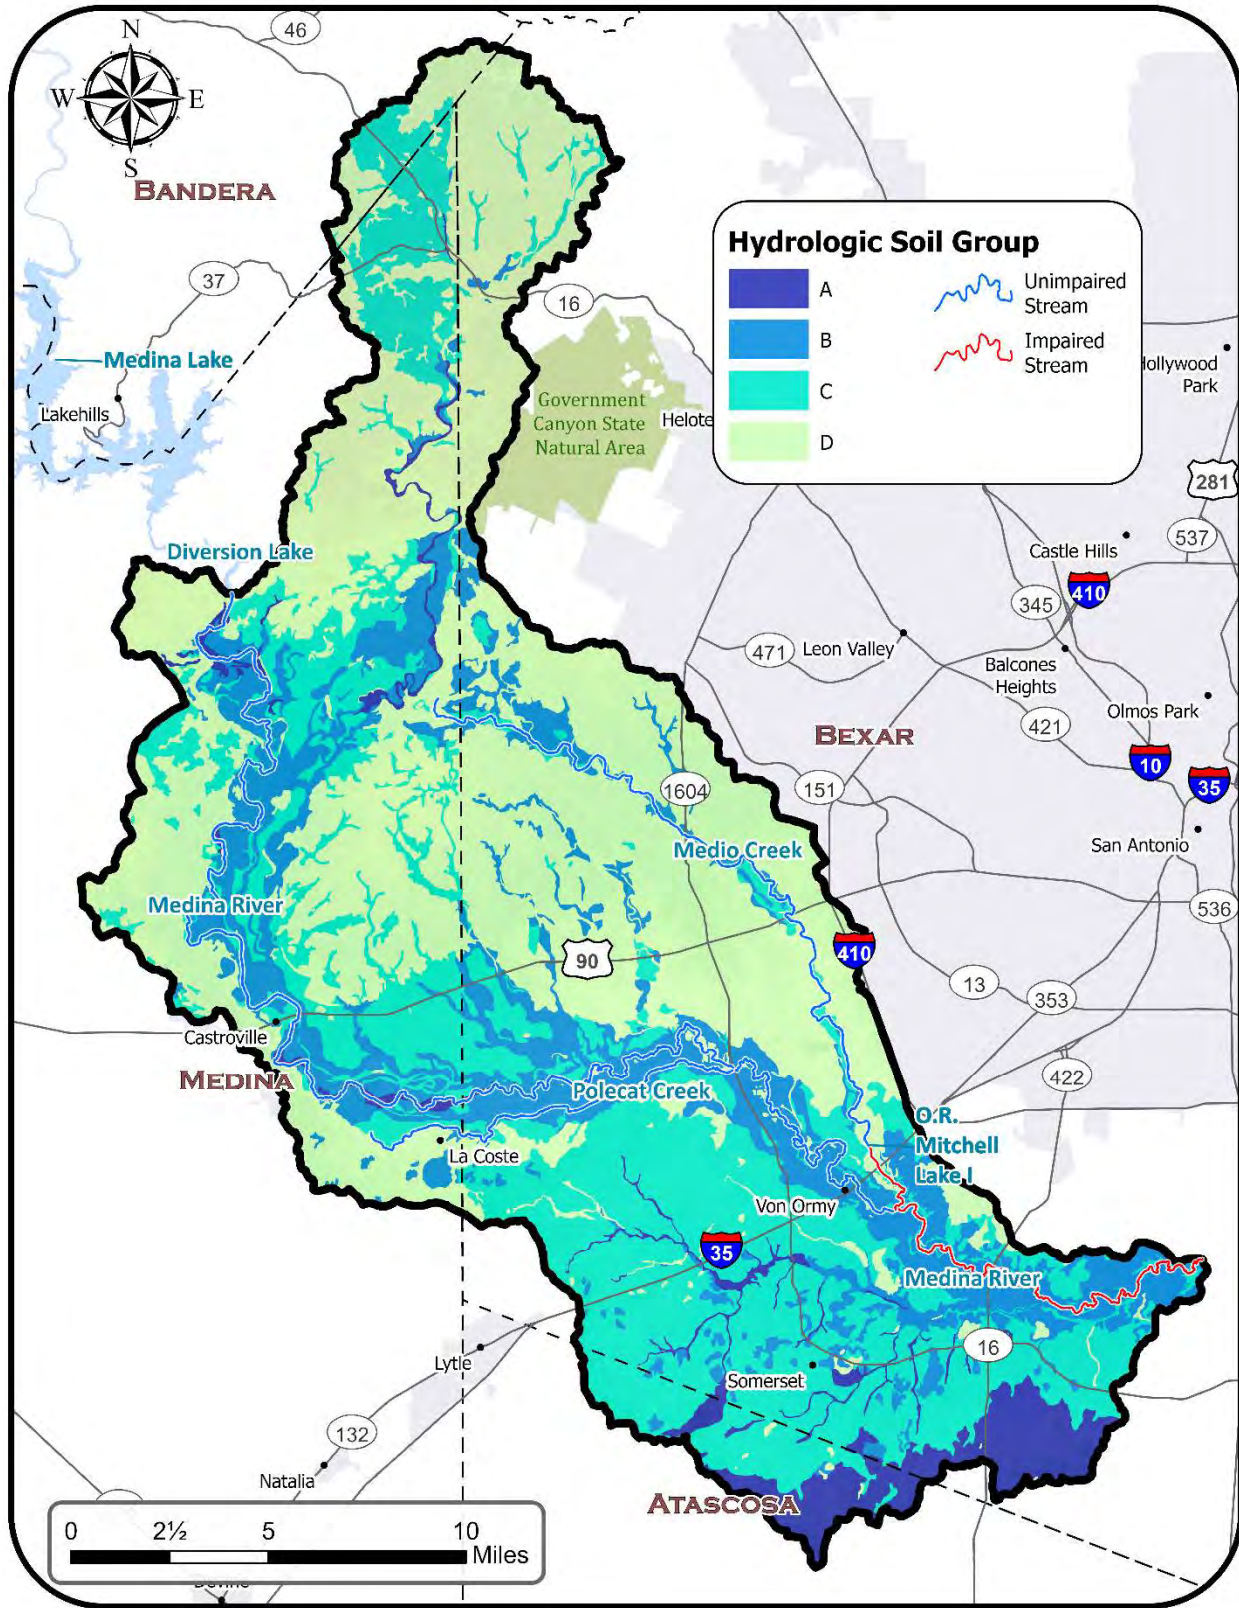 46
N
W
E
S
BANDERA
37
16
Medina Lake
Lakehills
Hydrologic Soil Group
A
B
C
D
Unimpaired
Stream
Impaired
Stream
Hollywood
Park
Government
Canyon State
Natural Area
Helote
281
537
Castle Hills
410
345
Diversion Lake
471
Leon Valley
Balcones
Heights
Olmos Park
421
BEXAR
10
35
151
1604
San Antonio
Medio Creek
Medina River
536
410
90
13
353
Castroville
MEDINA
422
Polecat Creek
O.R.
Mitchell
Lake I
La Coste
Von Ormy
35
Medina River
16
Lytle
Somerset
132
Natalia
ATASCOSA
0
2½
5
10
Miles